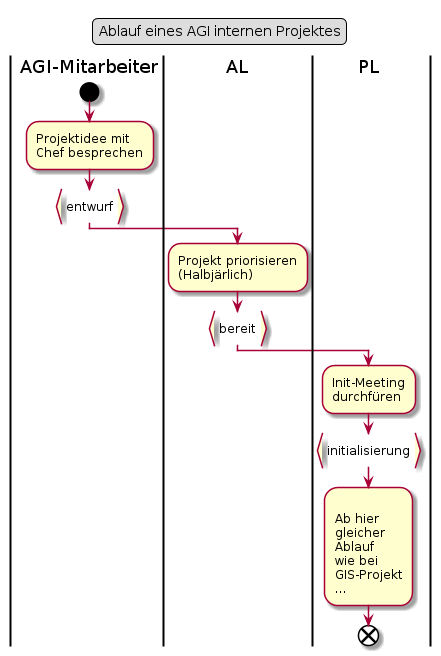 Ablauf eines AGI internen Projektes
AGI-Mitarbeiter
AL
PL
Projektidee mit
Chef besprechen
entwurf
Projekt priorisieren
(Halbjärlich)
bereit
Init-Meeting
durchfüren
initialisierung
Ab hier
gleicher
Ablauf
wie bei
GIS-Projekt
...